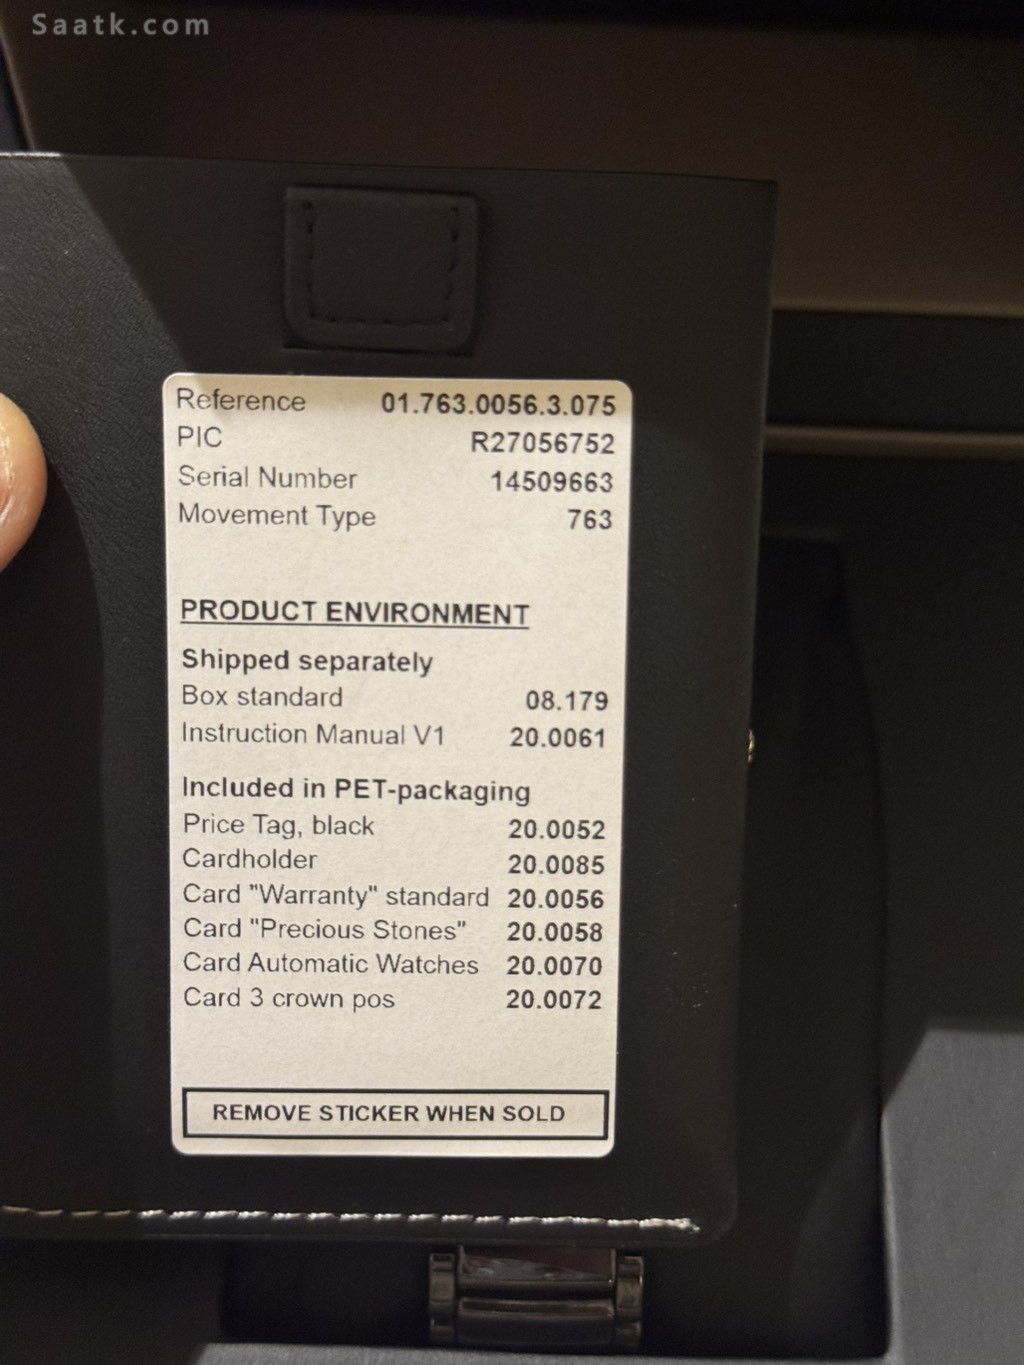 Saatk.com
Reference 01.763.0056.3.075
PIC R27056752
Serial Number 14509663
Movement Type 763
PRODUCT ENVIRONMENT
Shipped separately
Box standard 08.179
Instruction Manual V1 20.0061
Included in PET-packaging
Price Tag, black 20.0052
Cardholder 20.0085
Card "Warranty" standard 20.0056
Card "Precious Stones" 20.0058
Card Automatic Watches 20.0070
Card 3 crown pos 20.0072
REMOVE STICKER WHEN SOLD